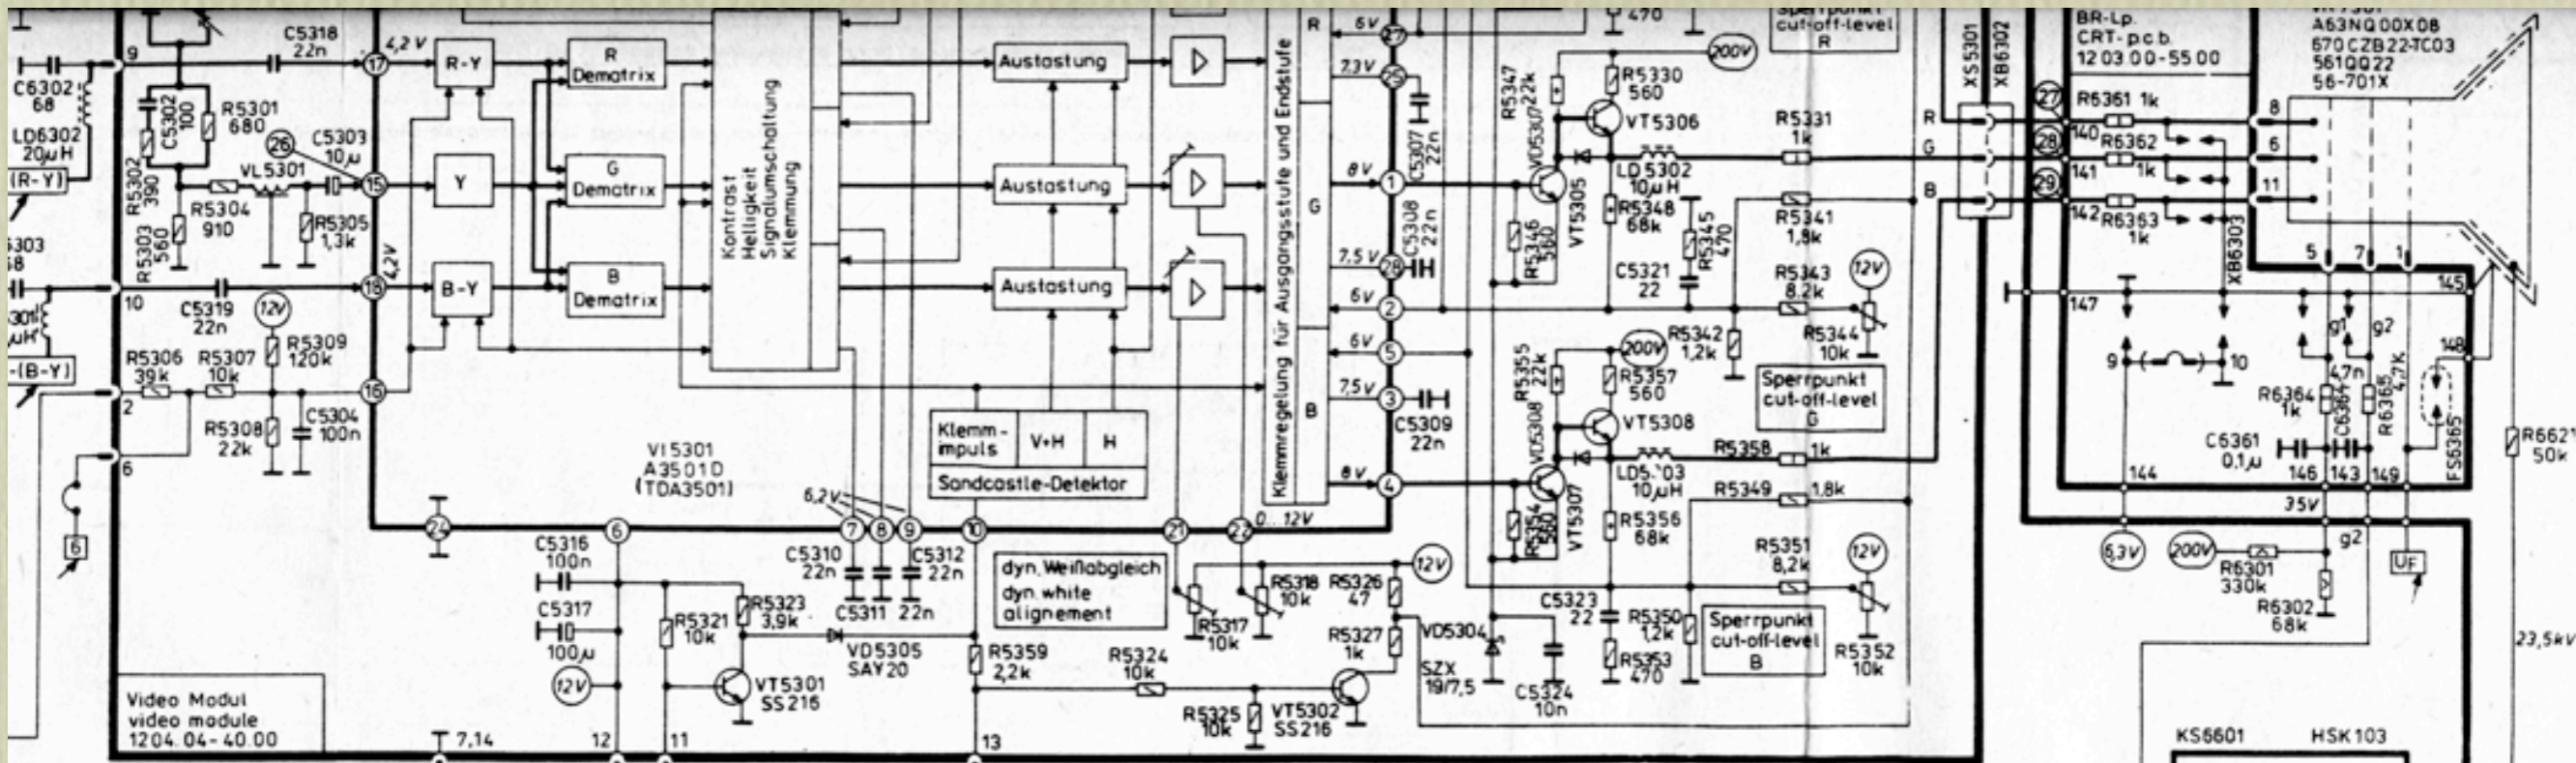 9
C5318
22n
17
4,2 V
R-Y
R
Dematrix
Austastung
C6302
68
C5302
100
R5301
680
LD6302
20µH
(R-Y)
R5302
390
26
C5303
10µ
VL5301
15
Y
G
Dematrix
Austastung
R5304
910
R5305
1,3k
R5303
560
10
C5319
22n
18
4,2V
B-Y
B
Dematrix
Austastung
12V
R5309
120k
-(B-Y)
R5306
39k
R5307
10k
16
2
R5308
22k
C5304
100n
6
6
Kontrast
Helligkeit
Signalumschaltung
Klemmung
VI5301
A3501D
(TDA3501)
Klemm-
impuls
V+H
H
Sandcastle-Detektor
Klemmregelung für Ausgangsstufe und Endstufe
R
G
B
6V
27
7,3V
25
8V
1
7,5V
28
6V
2
6V
5
7,5V
3
8V
4
24
6
6,2V
7
8
9
10
21
22
0...12V
C5307
22n
C5308
22n
C5309
22n
470
Sperrpunkt
cut-off-level
R
200V
R5347
22k
R5330
560
VT5306
VD5307
VT5305
R5346
560
LD5302
10µH
R5331
1k
R5348
68k
R5345
470
C5321
22
R5341
1,8k
R5343
8,2k
12V
R5344
10k
R5342
1,2k
200V
R5355
22k
R5357
560
VT5308
VD5308
VT5307
R5354
560
10µH
R5358
1k
R5349
1,8k
Sperrpunkt
cut-off-level
G
R5356
68k
R5351
8,2k
12V
R5352
10k
C5323
22
R5350
1,2k
R5353
470
Sperrpunkt
cut-off-level
B
C5316
100n
C5317
100µ
12V
R5321
10k
R5323
3,9k
VD5305
SAY20
VT5301
SS216
C5310
22n
C5311
C5312
22n
22n
dyn. Weißabgleich
dyn. white
alignement
R5317
10k
R5318
10k
R5326
47
12V
R5327
1k
R5359
2,2k
R5324
10k
R5325
10k
VT5302
SS216
VD5304
SZX
19/7,5
C5324
10n
Video Modul
video module
1204.04-40.00
7,14
12
11
13
XS5301
XB6302
R
G
B
BR-Lp.
CRT-p.c.b.
1203.00-55.00
A63NQ00X08
670CZB22-TC03
561QQ22
56-701X
27
140
R6361 1k
8
28
141
R6362
1k
6
29
142
R6363
1k
11
XB6303
5
7
1
147
145
g1
g2
9
10
148
4,7n
4,7k
R6364
1k
R6365
C6361
0,1µ
FS6365
R6621
50k
144
146
143
149
35V
6,3V
200V
R6301
330k
g2
UF
R6302
68k
23,5kV
KS6601
HSK103